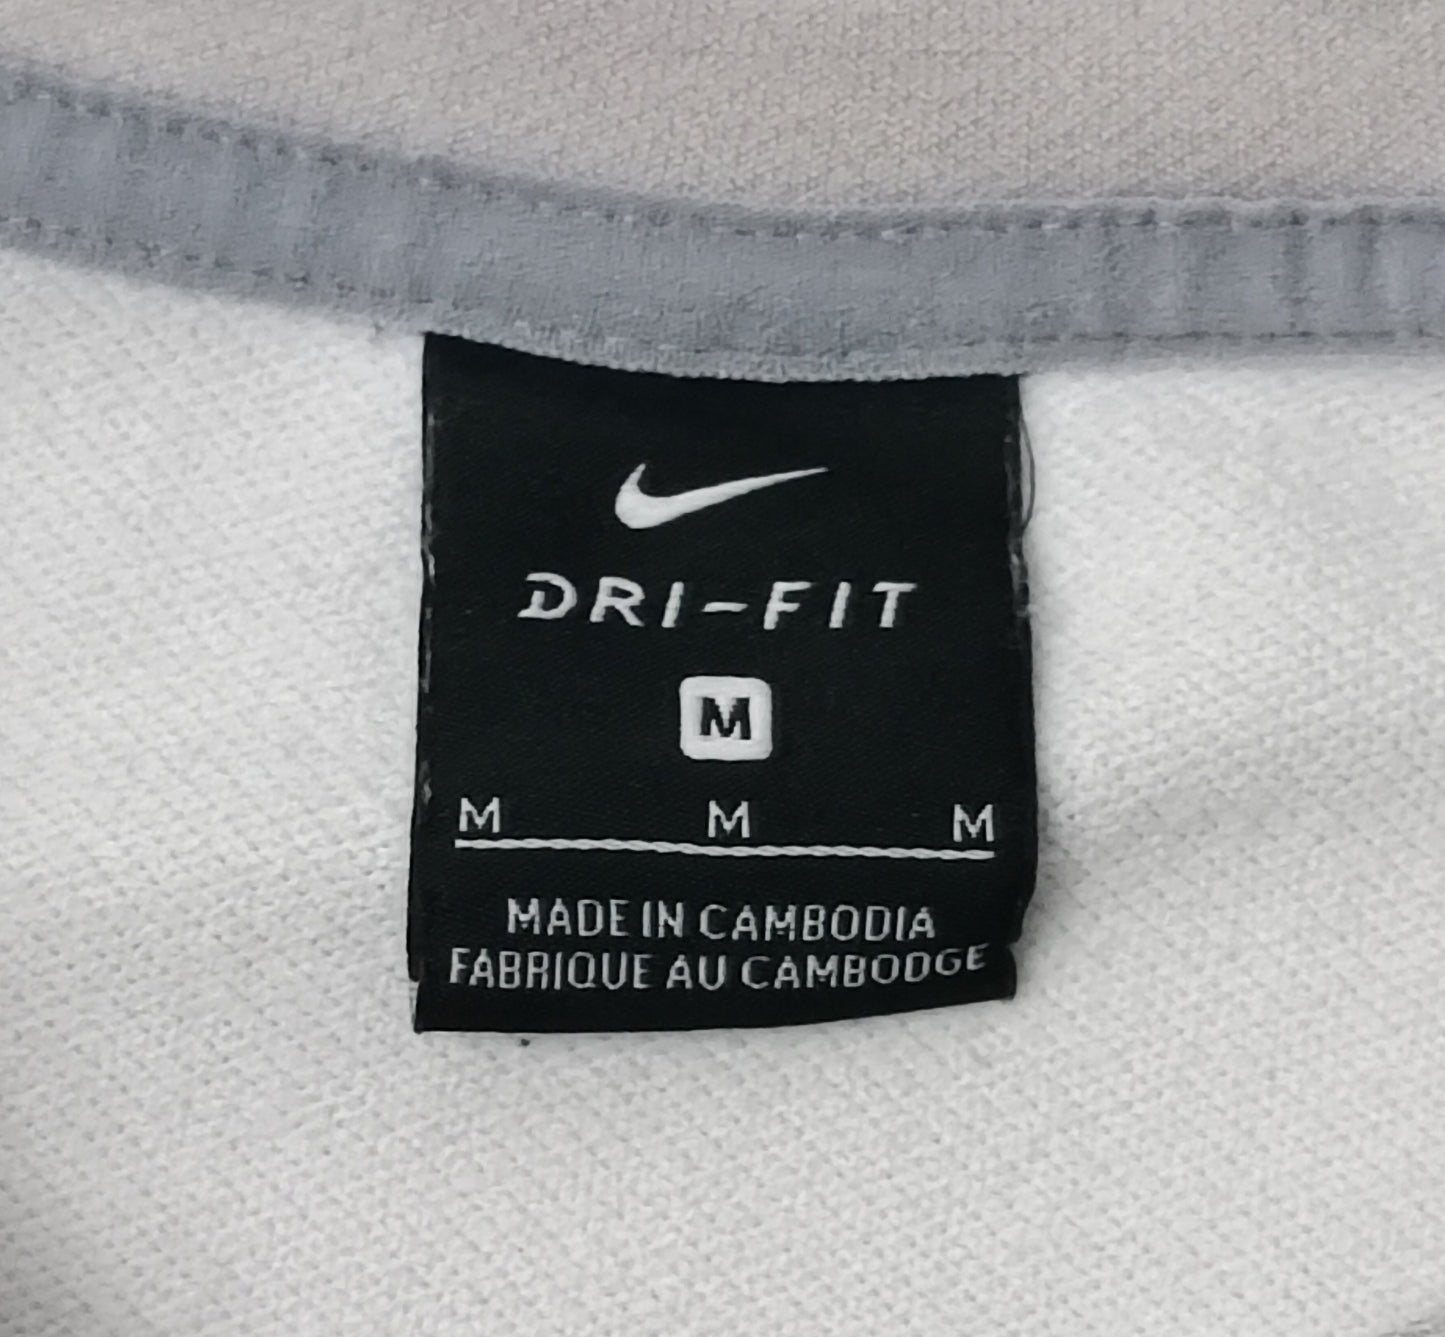 DRI-FIT
M
M M M
MADE IN CAMBODIA
FABRIQUE AU CAMBODGE